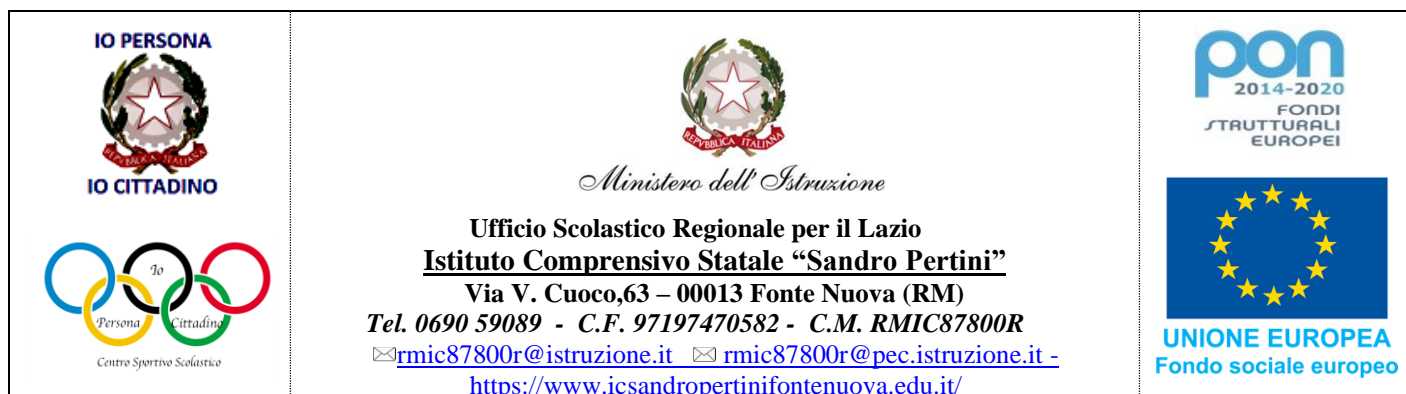 IO PERSONA
REPVBBLICA ITALIANA
IO CITTADINO
Io
Persona
Cittadino
Centro Sportivo Scolastico
REPVBBLICA ITALIANA
Ministero dell' Istruzione
Ufficio Scolastico Regionale per il Lazio
Istituto Comprensivo Statale “Sandro Pertini”
Via V. Cuoco,63 – 00013 Fonte Nuova (RM)
Tel. 0690 59089 - C.F. 97197470582 - C.M. RMIC87800R
✉rmic87800r@istruzione.it ✉ rmic87800r@pec.istruzione.it -
https://www.icsandropertinifontenuova.edu.it/
pon
2014-2020
FONDI
STRUTTURALI
EUROPEI
UNIONE EUROPEA
Fondo sociale europeo